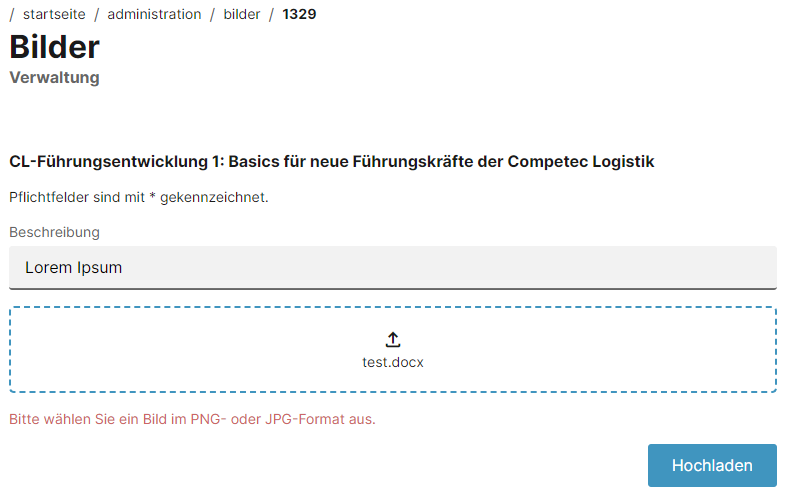 / startseite / administration / bilder / 1329
Bilder
Verwaltung
CL-Führungsentwicklung 1: Basics für neue Führungskräfte der Competec Logistik
Pflichtfelder sind mit * gekennzeichnet.
Beschreibung
Lorem Ipsum
test.docx
Bitte wählen Sie ein Bild im PNG- oder JPG-Format aus.
Hochladen